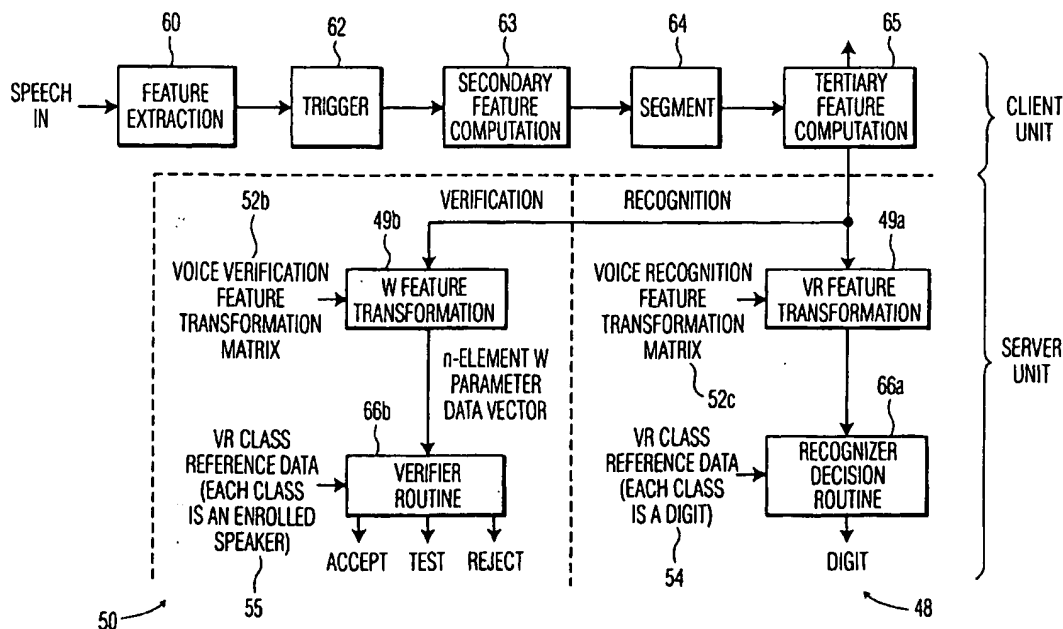 60
62
63
64
65
SPEECH
IN
FEATURE
EXTRACTION
TRIGGER
SECONDARY
FEATURE
COMPUTATION
SEGMENT
TERTIARY
FEATURE
COMPUTATION
CLIENT
UNIT
VERIFICATION
RECOGNITION
52b
49b
49a
VOICE VERIFICATION
FEATURE
TRANSFORMATION
MATRIX
W FEATURE
TRANSFORMATION
VOICE RECOGNITION
FEATURE
TRANSFORMATION
MATRIX
VR FEATURE
TRANSFORMATION
SERVER
UNIT
n-ELEMENT W
PARAMETER
DATA VECTOR
52c
66b
66a
VR CLASS
REFERENCE DATA
(EACH CLASS
IS AN ENROLLED
SPEAKER)
VERIFIER
ROUTINE
VR CLASS
REFERENCE DATA
(EACH CLASS
IS A DIGIT)
RECOGNIZER
DECISION
ROUTINE
ACCEPT
TEST
REJECT
DIGIT
55
54
50
48